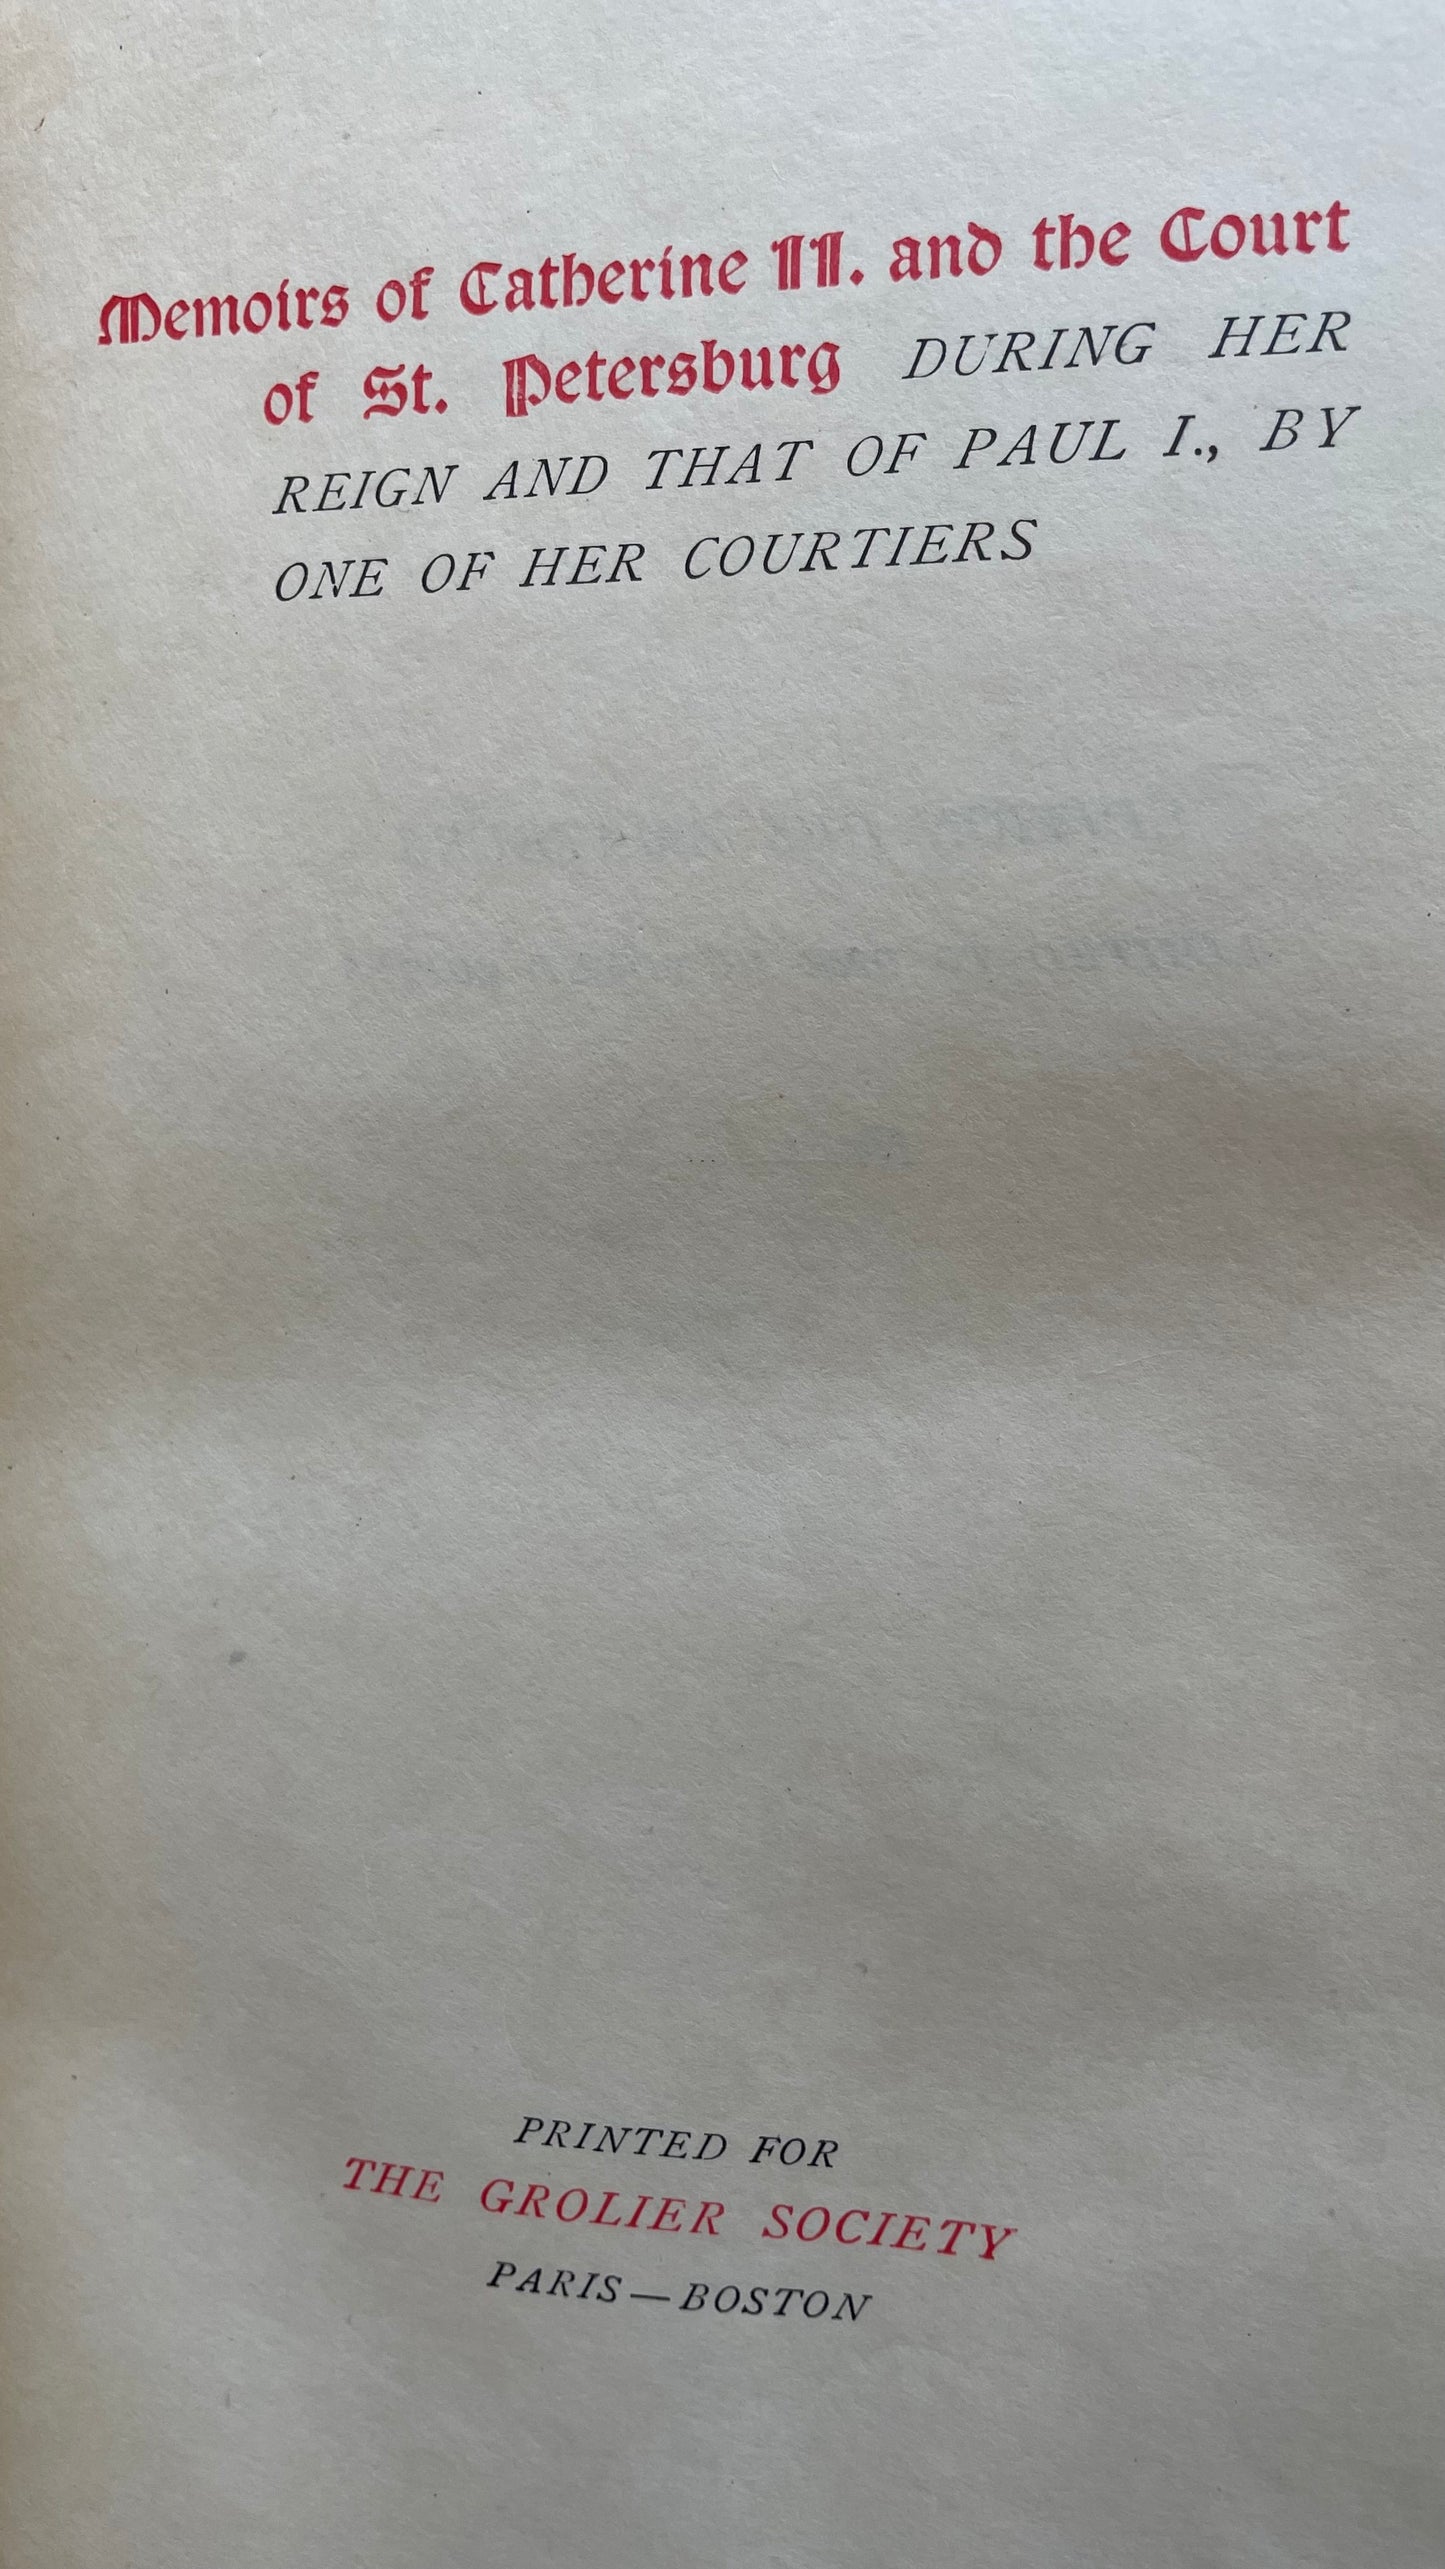 Memoirs of Catherine II. and the Court
of St. Petersburg DURING HER
REIGN AND THAT OF PAUL I., BY
ONE OF HER COURTIERS
PRINTED FOR
THE GROLIER SOCIETY
PARIS—BOSTON